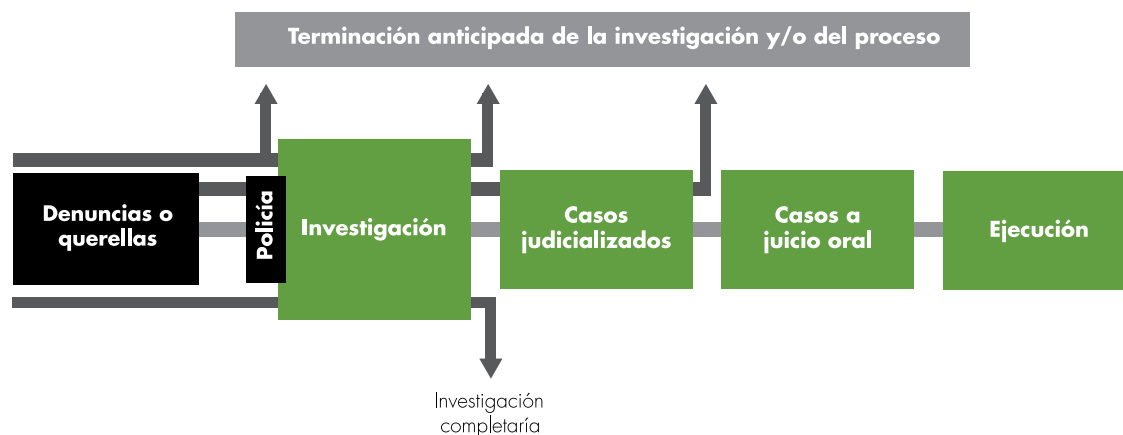 Terminación anticipada de la investigación y/o del proceso
Denuncias o
querellas
Policía
Investigación
Casos
judicializados
Casos a
juicio oral
Ejecución
Investigación
completaría